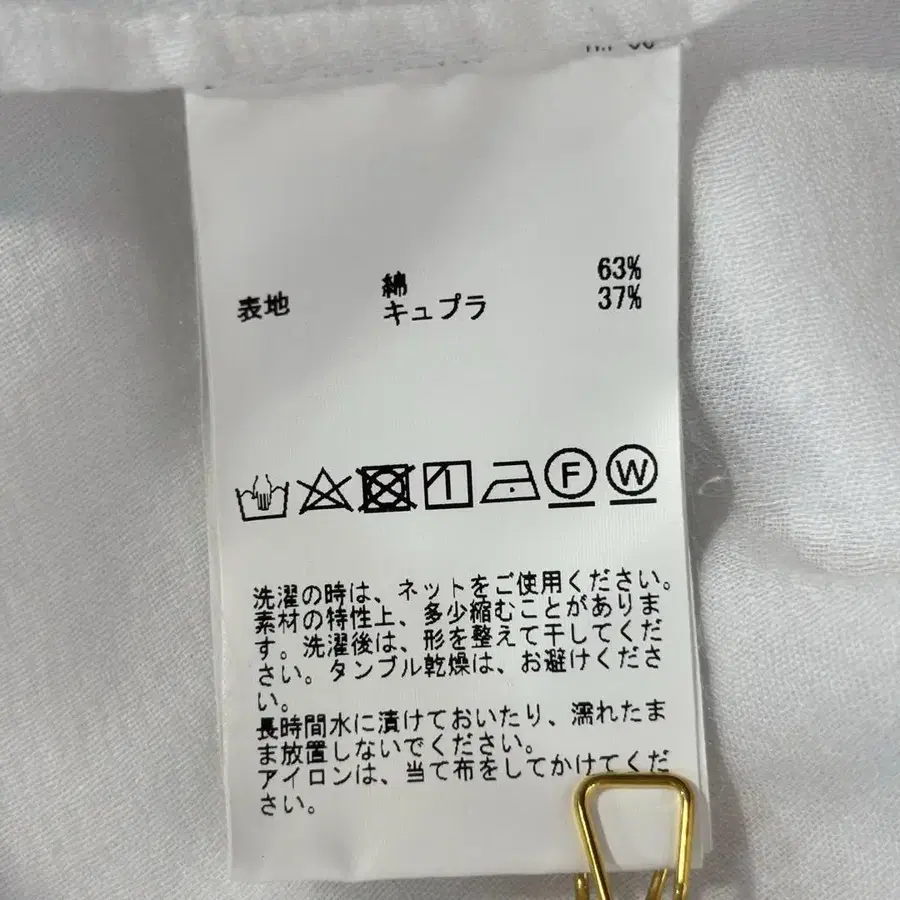 綿 63%
表地 キュプラ 37%
F W
洗濯の時は、ネットをご使用ください。
素材の特性上、多少縮むことがありま
す。洗濯後は、形を整えて干してくだ
さい。タンブル乾燥は、お避けくださ
い。
長時間水に漬けておいたり、濡れたま
ま放置しないでください。
アイロンは、当て布をしてかけてくだ
さい。